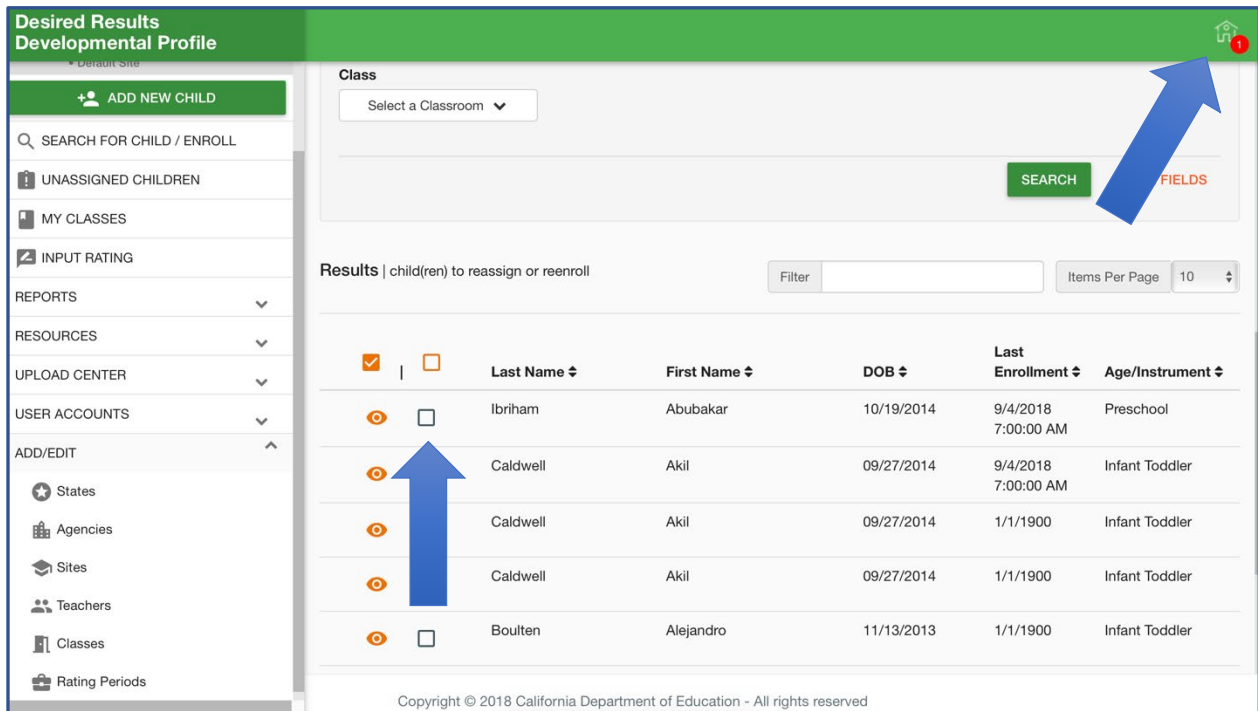 Desired Results
Developmental Profile
1
• Default Site
ADD NEW CHILD
SEARCH FOR CHILD / ENROLL
UNASSIGNED CHILDREN
MY CLASSES
INPUT RATING
REPORTS
RESOURCES
UPLOAD CENTER
USER ACCOUNTS
ADD/EDIT
States
Agencies
Sites
Teachers
Classes
Rating Periods
Class
Select a Classroom
SEARCH
FIELDS
Results | child(ren) to reassign or reenroll
Filter
Items Per Page 10
| Last Name First Name DOB Last Enrollment Age/Instrument
Ibriham Abubakar 10/19/2014 9/4/2018 7:00:00 AM Preschool
Caldwell Akil 09/27/2014 9/4/2018 7:00:00 AM Infant Toddler
Caldwell Akil 09/27/2014 1/1/1900 Infant Toddler
Caldwell Akil 09/27/2014 1/1/1900 Infant Toddler
Boulten Alejandro 11/13/2013 1/1/1900 Infant Toddler
Copyright © 2018 California Department of Education - All rights reserved